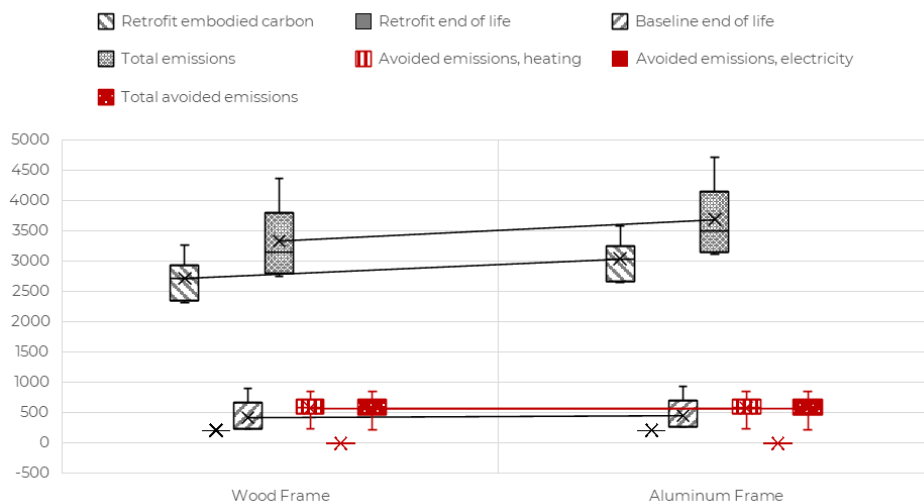 Retrofit embodied carbon
Retrofit end of life
Baseline end of life
Total emissions
Avoided emissions, heating
Avoided emissions, electricity
Total avoided emissions
5000
4500
4000
3500
3000
2500
2000
1500
1000
500
0
-500
Wood Frame
Aluminum Frame